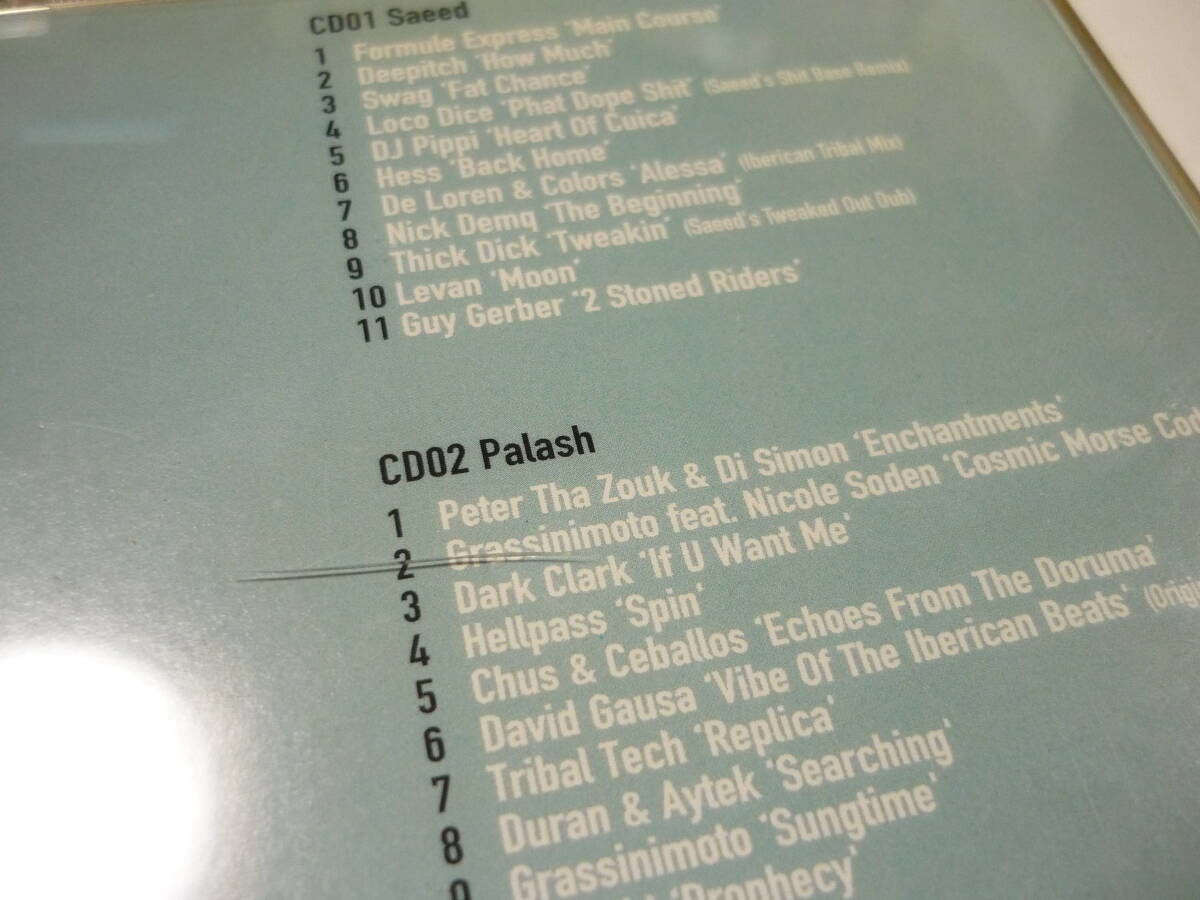 CD01 Saeed
1 Formule Express 'Main Course'
2 Deepitch 'How Much'
3 Swag 'Fat Chance'
4 Loco Dice 'Phat Dope Shit' (Saeed's Shit Base Remix)
5 DJ Pippi 'Heart Of Cuica'
6 Hess 'Back Home'
7 De Loren & Colors 'Alessa' (Iberican Tribal Mix)
8 Nick Demq 'The Beginning'
9 Thick Dick 'Tweakin' (Saeed's Tweaked Out Dub)
10 Levan 'Moon'
11 Guy Gerber '2 Stoned Riders'
CD02 Palash
1 Peter Tha Zouk & Di Simon 'Enchantments'
2 Grassinimoto feat. Nicole Soden 'Cosmic Morse
3 Dark Clark 'If U Want Me'
4 Hellpass 'Spin'
5 Chus & Ceballos 'Echoes From The Doruma'
6 David Gausa 'Vibe Of The Iberican Beats'
7 Tribal Tech 'Replica'
8 Duran & Aytek 'Searching'
9 Grassinimoto 'Sungtime'
'Prophecy'